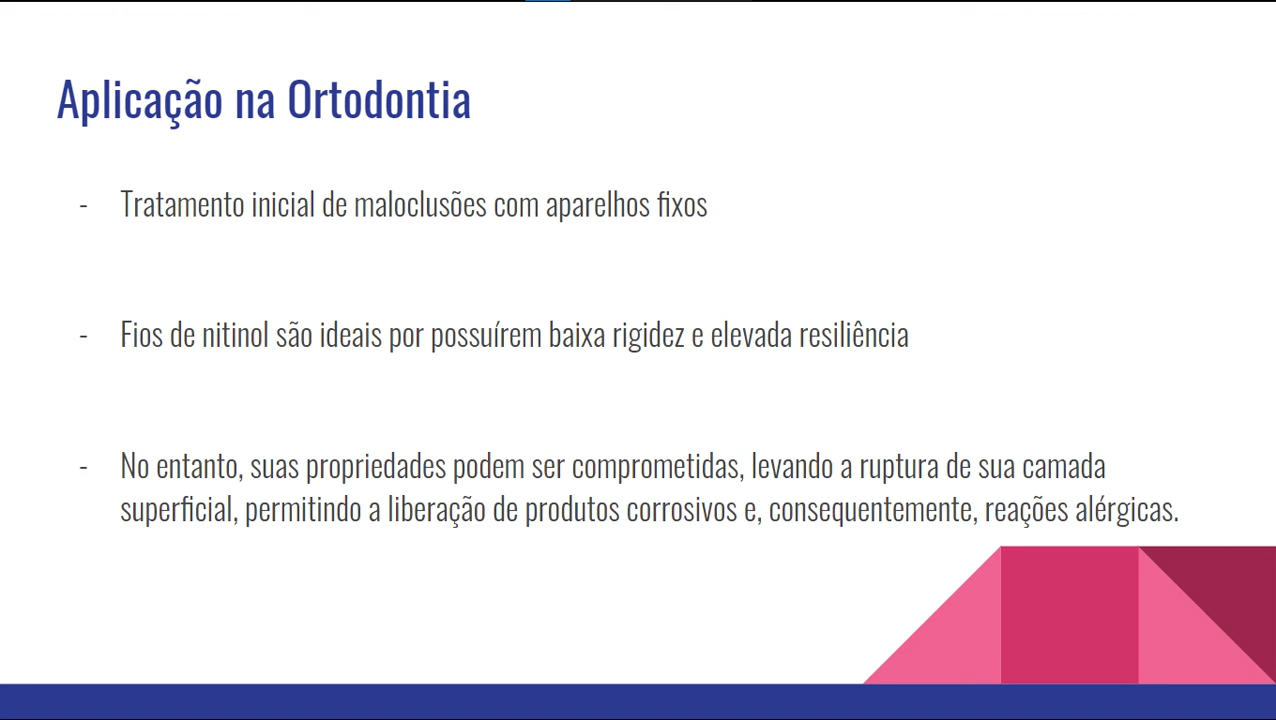 Aplicação na Ortodontia
- Tratamento inicial de maloclusões com aparelhos fixos
- Fios de nitinol são ideais por possuírem baixa rigidez e elevada resiliência
- No entanto, suas propriedades podem ser comprometidas, levando a ruptura de sua camada
superficial, permitindo a liberação de produtos corrosivos e, consequentemente, reações alérgicas.